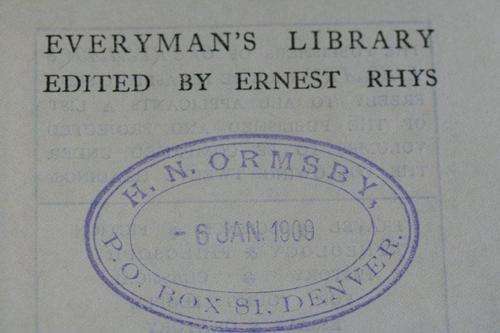 EVERYMAN'S LIBRARY
EDITED BY ERNEST RHYS
H. N. ORMSBY,
- 6 JAN. 1909
P.O. BOX 81. DENVER.